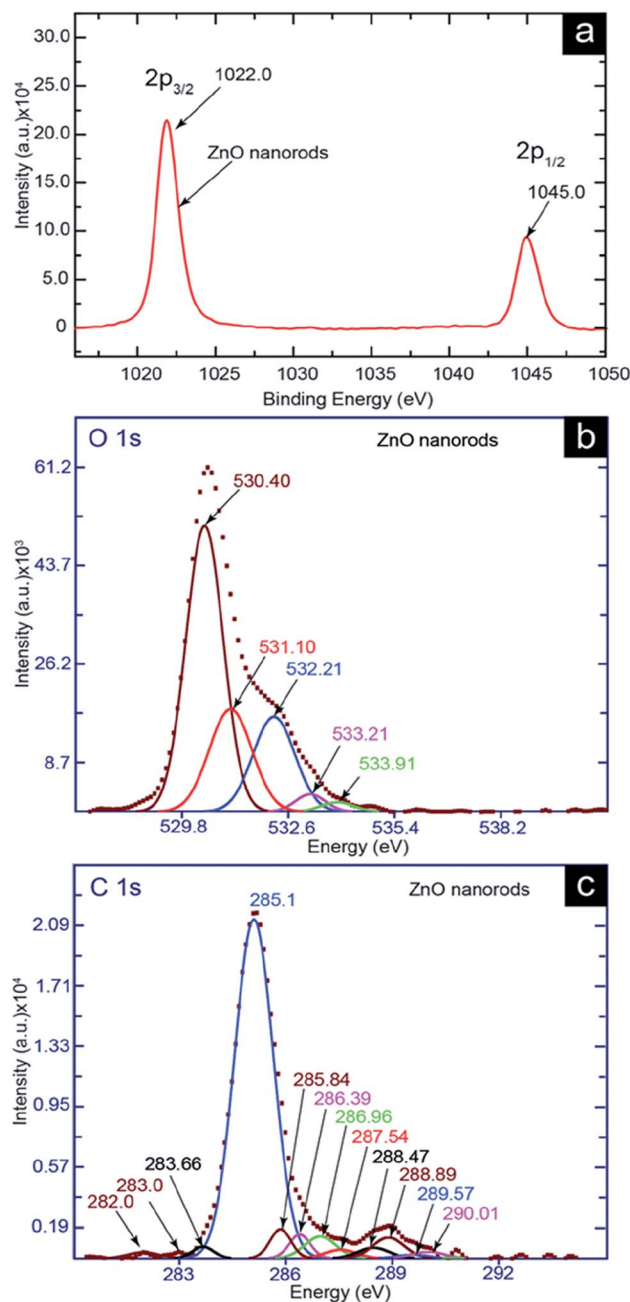 a
30.0
25.0
20.0
15.0
10.0
5.0
0
Intensity (a.u.)x10⁴
2p3/2
1022.0
ZnO nanorods
2p1/2
1045.0
1020 1025 1030 1035 1040 1045 1050
Binding Energy (eV)
O 1s ZnO nanorods b
61.2
43.7
26.2
8.7
Intensity (a.u.)x10³
530.40
531.10
532.21
533.21
533.91
529.8 532.6 535.4 538.2
Energy (eV)
C 1s ZnO nanorods c
285.1
2.09
1.71
1.33
0.95
0.57
0.19
Intensity (a.u.)x10⁴
285.84
286.39
286.96
287.54
288.47
288.89
289.57
290.01
283.66
283.0
282.0
283 286 289 292
Energy (eV)